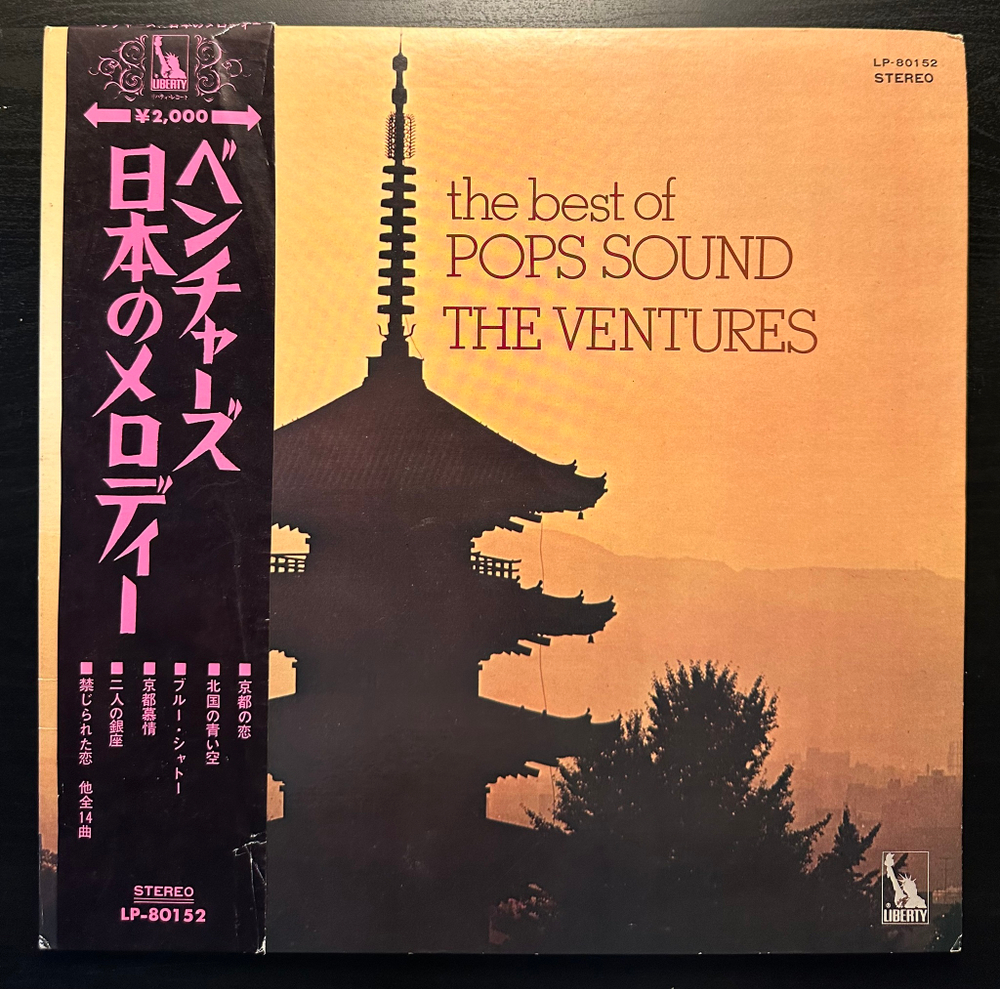 LIBERTY
¥2,000
ベンチャーズ
日本のメロディー
■京都の恋
■北国の青い空
■ブルー・シャトー
■京都慕情
■二人の銀座
■禁じられた恋 他全14曲
STEREO
LP-80152
LP-80152
STEREO
the best of
POPS SOUND
THE VENTURES
LIBERTY